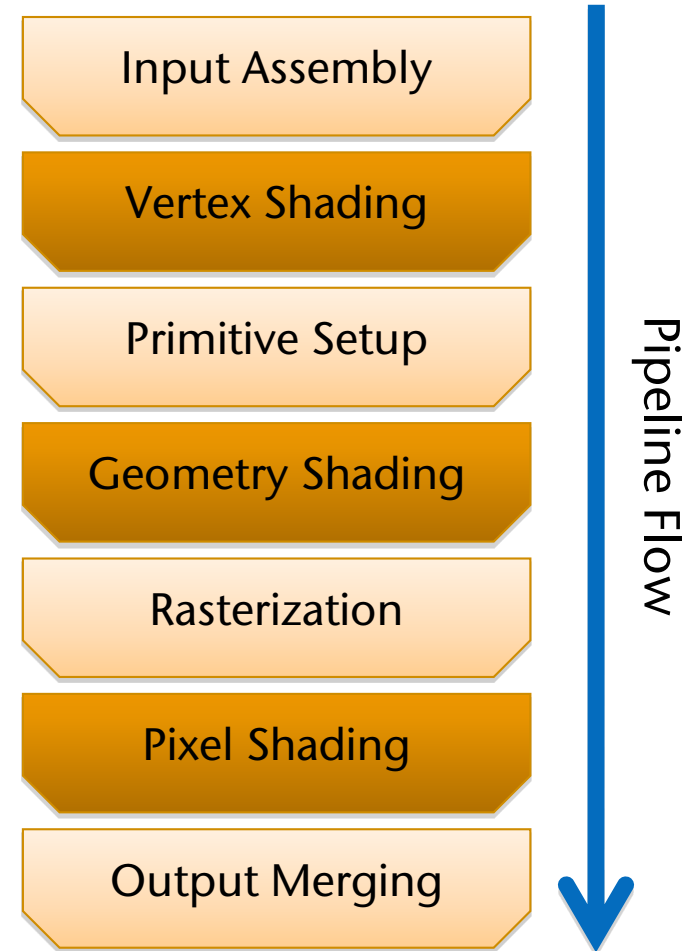 Input Assembly
Vertex Shading
Primitive Setup
Geometry Shading
Rasterization
Pixel Shading
Output Merging
Pipeline Flow